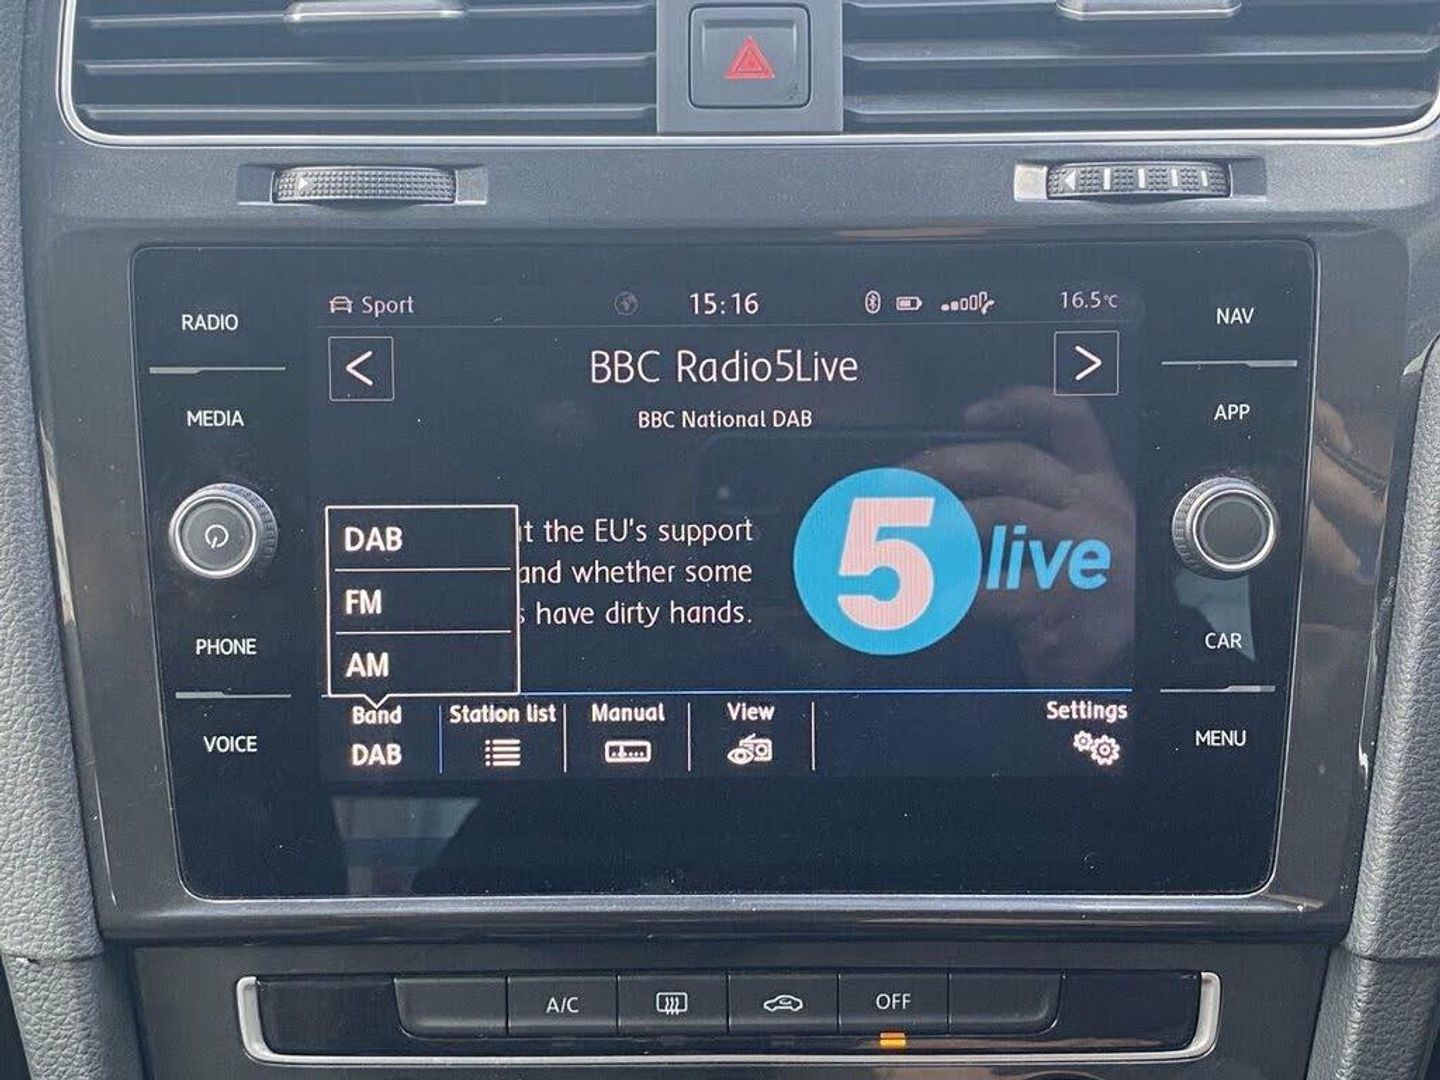 Sport 15:16 16.5°C
RADIO
NAV
< BBC Radio5Live >
MEDIA
APP
BBC National DAB
DAB
the EU's support
5 live
and whether some
FM
have dirty hands.
AM
PHONE
CAR
Band Station list Manual View Settings
DAB
VOICE
MENU
A/C OFF